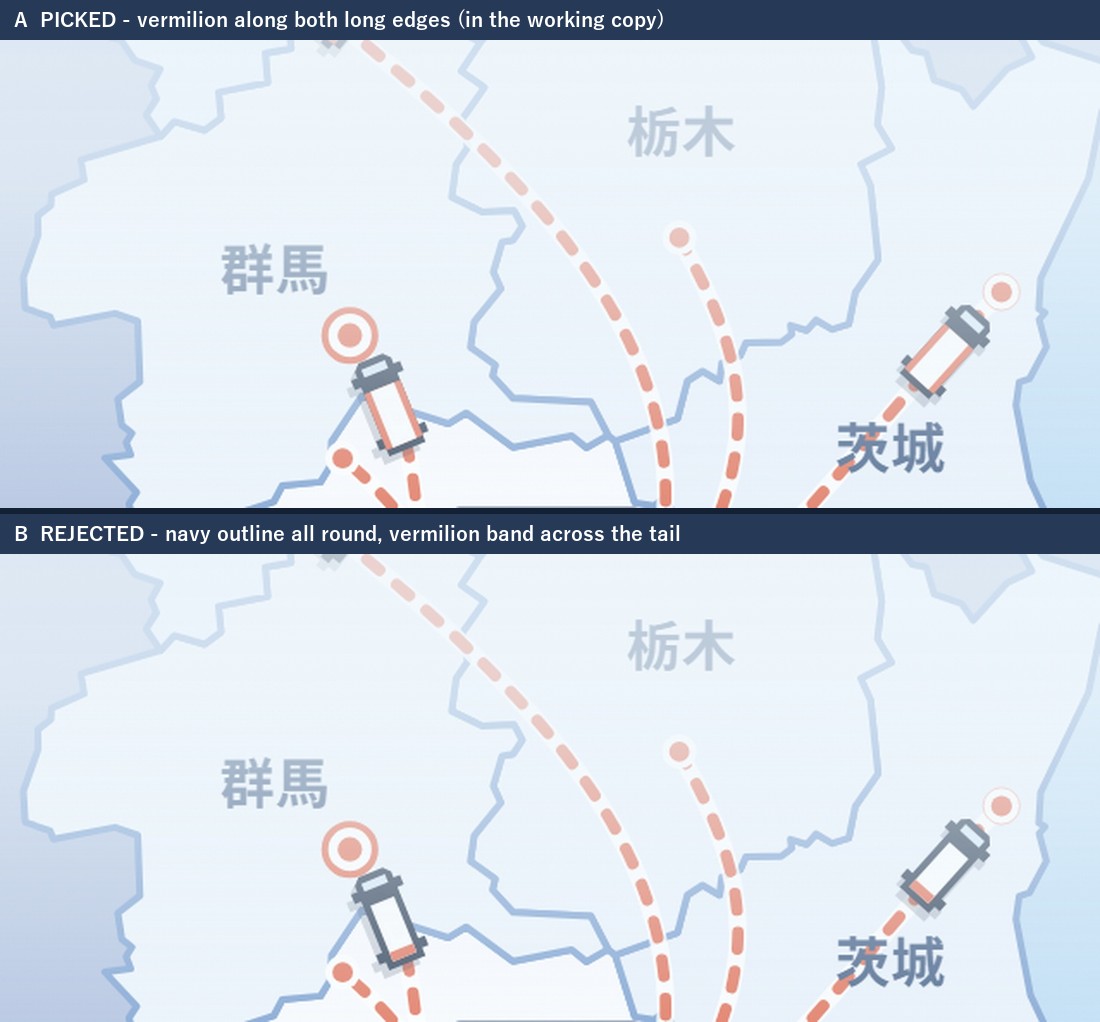 A PICKED - vermilion along both long edges (in the working copy)
栃木
群馬
茨城
B REJECTED - navy outline all round, vermilion band across the tail
栃木
群馬
茨城